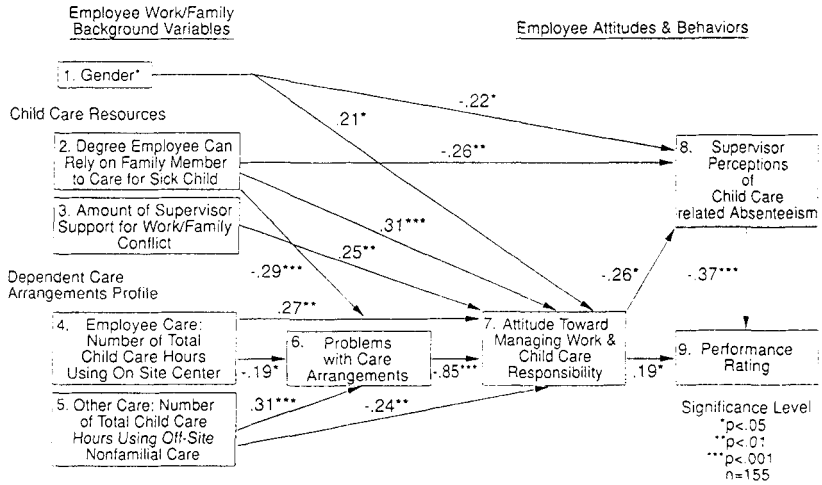 Employee Work/Family
Background Variables
Employee Attitudes & Behaviors
1. Gender*
-.22*
.21*
Child Care Resources
2. Degree Employee Can
Rely on Family Member
to Care for Sick Child
-.26**
8. Supervisor
Perceptions
of
Child Care
related Absenteeism
.31***
3. Amount of Supervisor
Support for Work/Family
Conflict
.25**
-.29***
-.26*
-.37***
Dependent Care
Arrangements Profile
.27**
4. Employee Care:
Number of Total
Child Care Hours
Using On Site Center
-.19*
6. Problems
with Care
Arrangements
-.85***
7. Attitude Toward
Managing Work &
Child Care
Responsibility
.19*
9. Performance
Rating
.31***
-.24**
5. Other Care: Number
of Total Child Care
Hours Using Off-Site
Nonfamilial Care
Significance Level
*p<.05
**p<.01
***p<.001
n=155